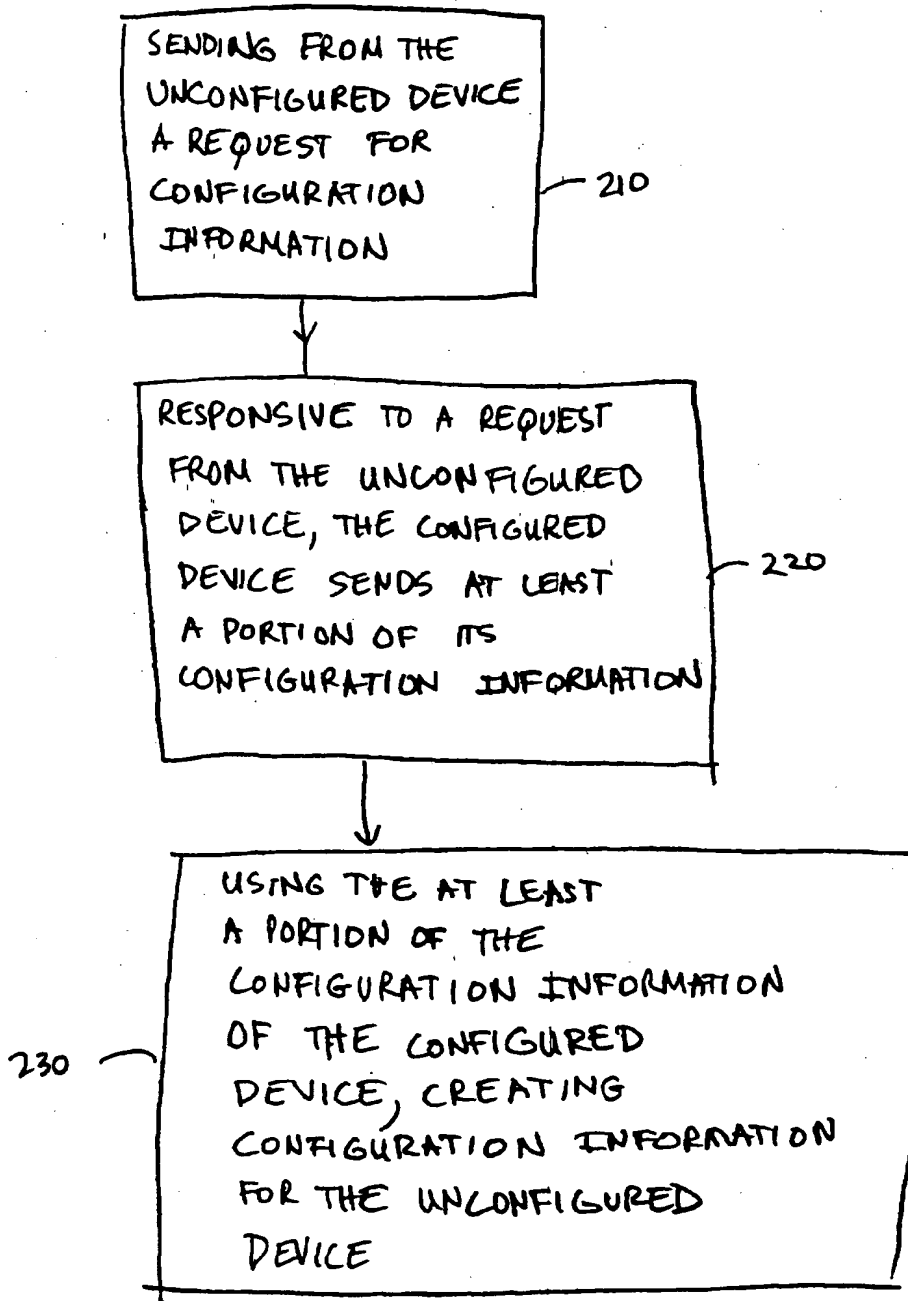 SENDING FROM THE
UNCONFIGURED DEVICE
A REQUEST FOR
CONFIGURATION
INFORMATION
210
RESPONSIVE TO A REQUEST
FROM THE UNCONFIGURED
DEVICE, THE CONFIGURED
DEVICE SENDS AT LEAST
A PORTION OF ITS
CONFIGURATION INFORMATION
220
USING THE AT LEAST
A PORTION OF THE
CONFIGURATION INFORMATION
OF THE CONFIGURED
DEVICE, CREATING
CONFIGURATION INFORMATION
FOR THE UNCONFIGURED
DEVICE
230